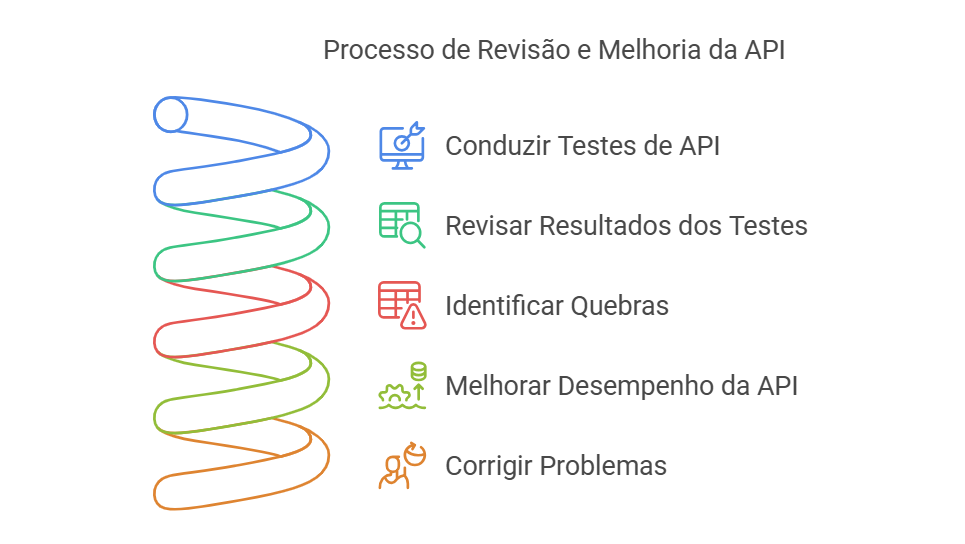 Processo de Revisão e Melhoria da API
Conduzir Testes de API
Revisar Resultados dos Testes
Identificar Quebras
Melhorar Desempenho da API
Corrigir Problemas